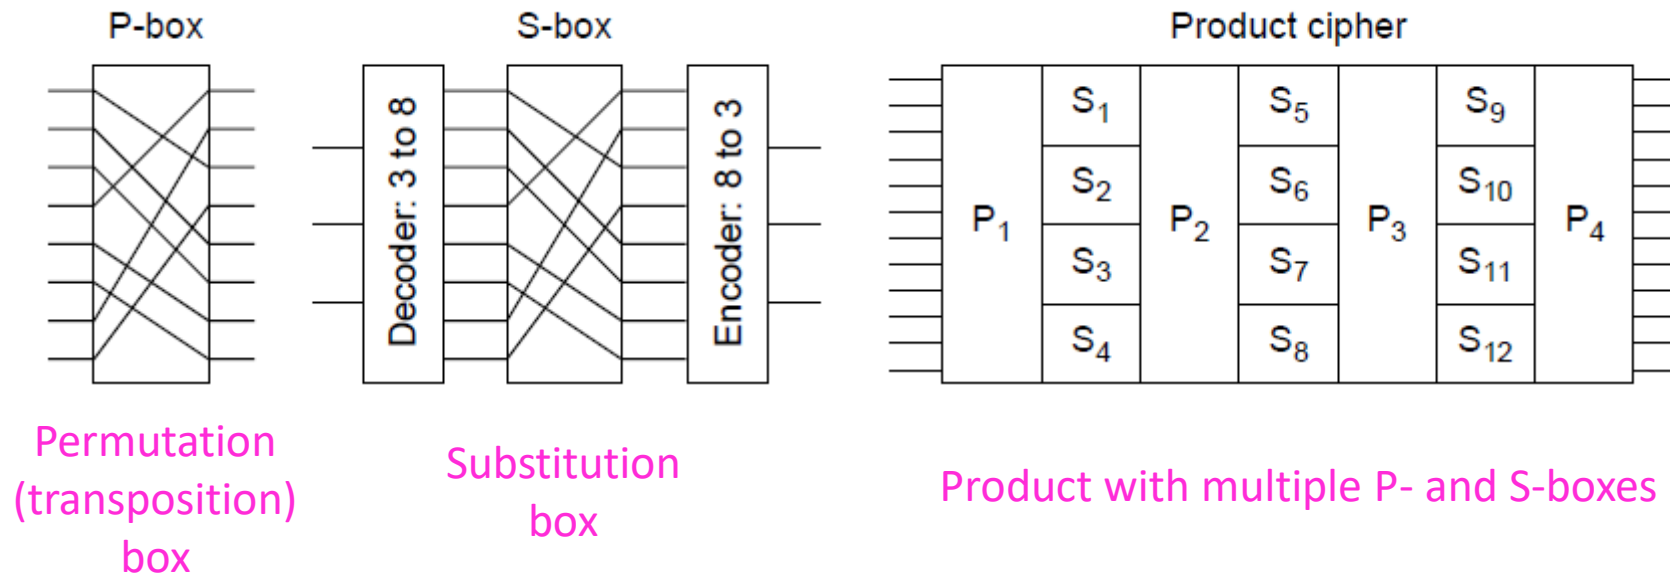 P-box
S-box
Product cipher
Decoder: 3 to 8
Encoder: 8 to 3
P₁
S₁
S₂
S₃
S₄
P₂
S₅
S₆
S₇
S₈
P₃
S₉
S₁₀
S₁₁
S₁₂
P₄
Permutation
(transposition)
box
Substitution
box
Product with multiple P- and S-boxes